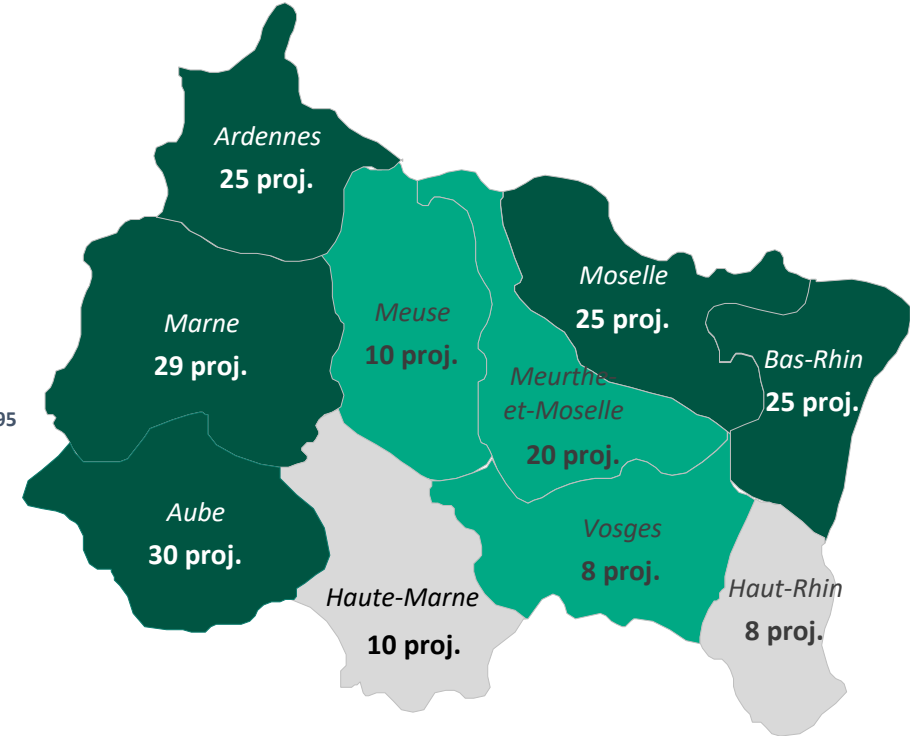 Ardennes
25 proj.
Marne
29 proj.
Meuse
10 proj.
Moselle
25 proj.
Bas-Rhin
25 proj.
Meurthe
et-Moselle
20 proj.
95
Aube
30 proj.
Vosges
8 proj.
Haute-Marne
10 proj.
Haut-Rhin
8 proj.